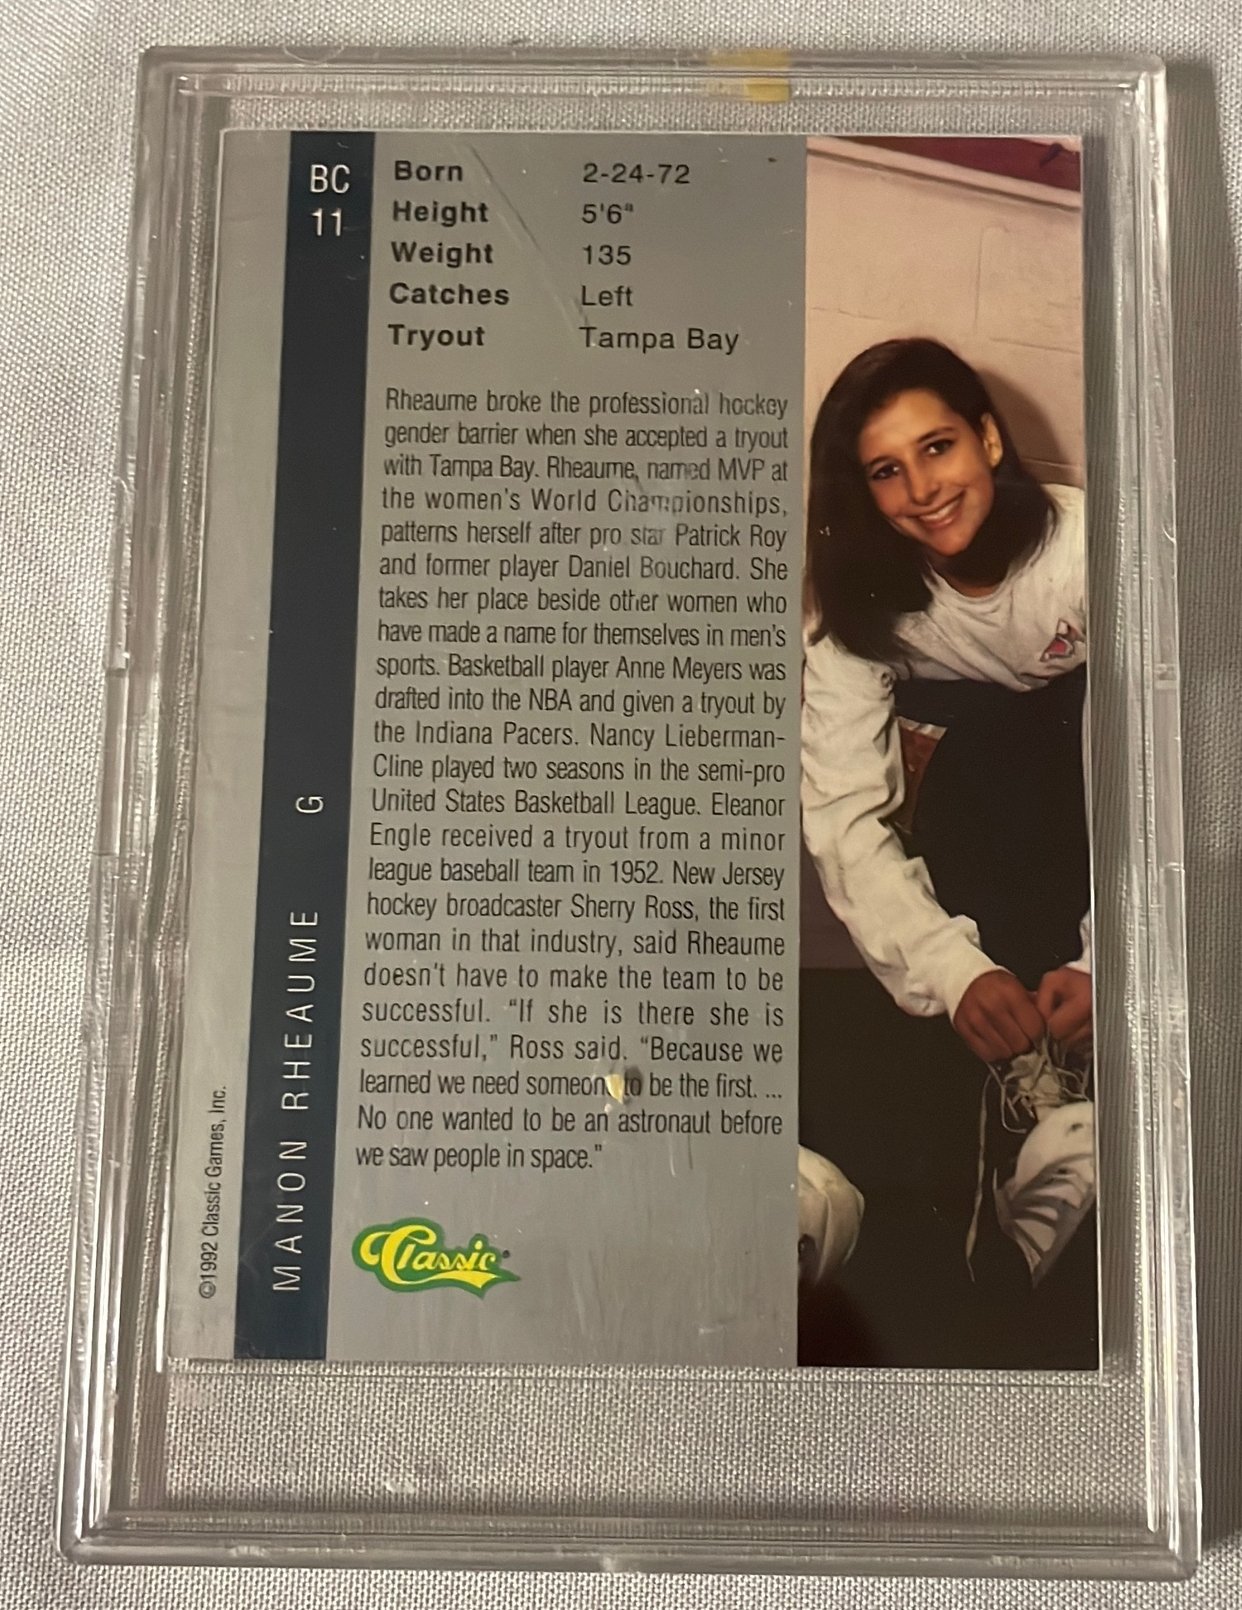 BC
11
Born 2-24-72
Height 5'6"
Weight 135
Catches Left
Tryout Tampa Bay
Rheaume broke the professional hockey
gender barrier when she accepted a tryout
with Tampa Bay. Rheaume, named MVP at
the women's World Championships,
patterns herself after pro star Patrick Roy
and former player Daniel Bouchard. She
takes her place beside other women who
have made a name for themselves in men's
sports. Basketball player Anne Meyers was
drafted into the NBA and given a tryout by
the Indiana Pacers. Nancy Lieberman-
Cline played two seasons in the semi-pro
United States Basketball League. Eleanor
Engle received a tryout from a minor
league baseball team in 1952. New Jersey
hockey broadcaster Sherry Ross, the first
woman in that industry, said Rheaume
doesn't have to make the team to be
successful. "If she is there she is
successful," Ross said. "Because we
learned we need someone to be the first. ...
No one wanted to be an astronaut before
we saw people in space."
Classic
MANON RHEAUME G
©1992 Classic Games, Inc.